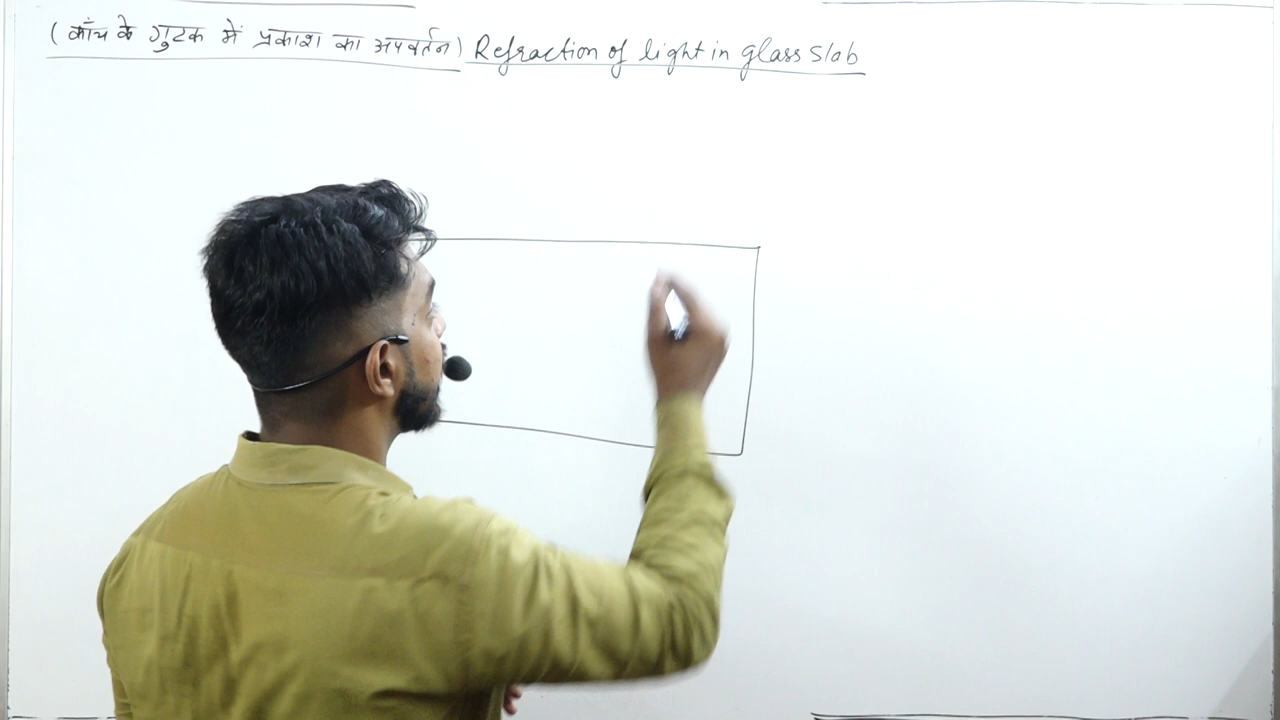 (काँच के गुटके में प्रकाश का अपवर्तन) Refraction of light in glass slab